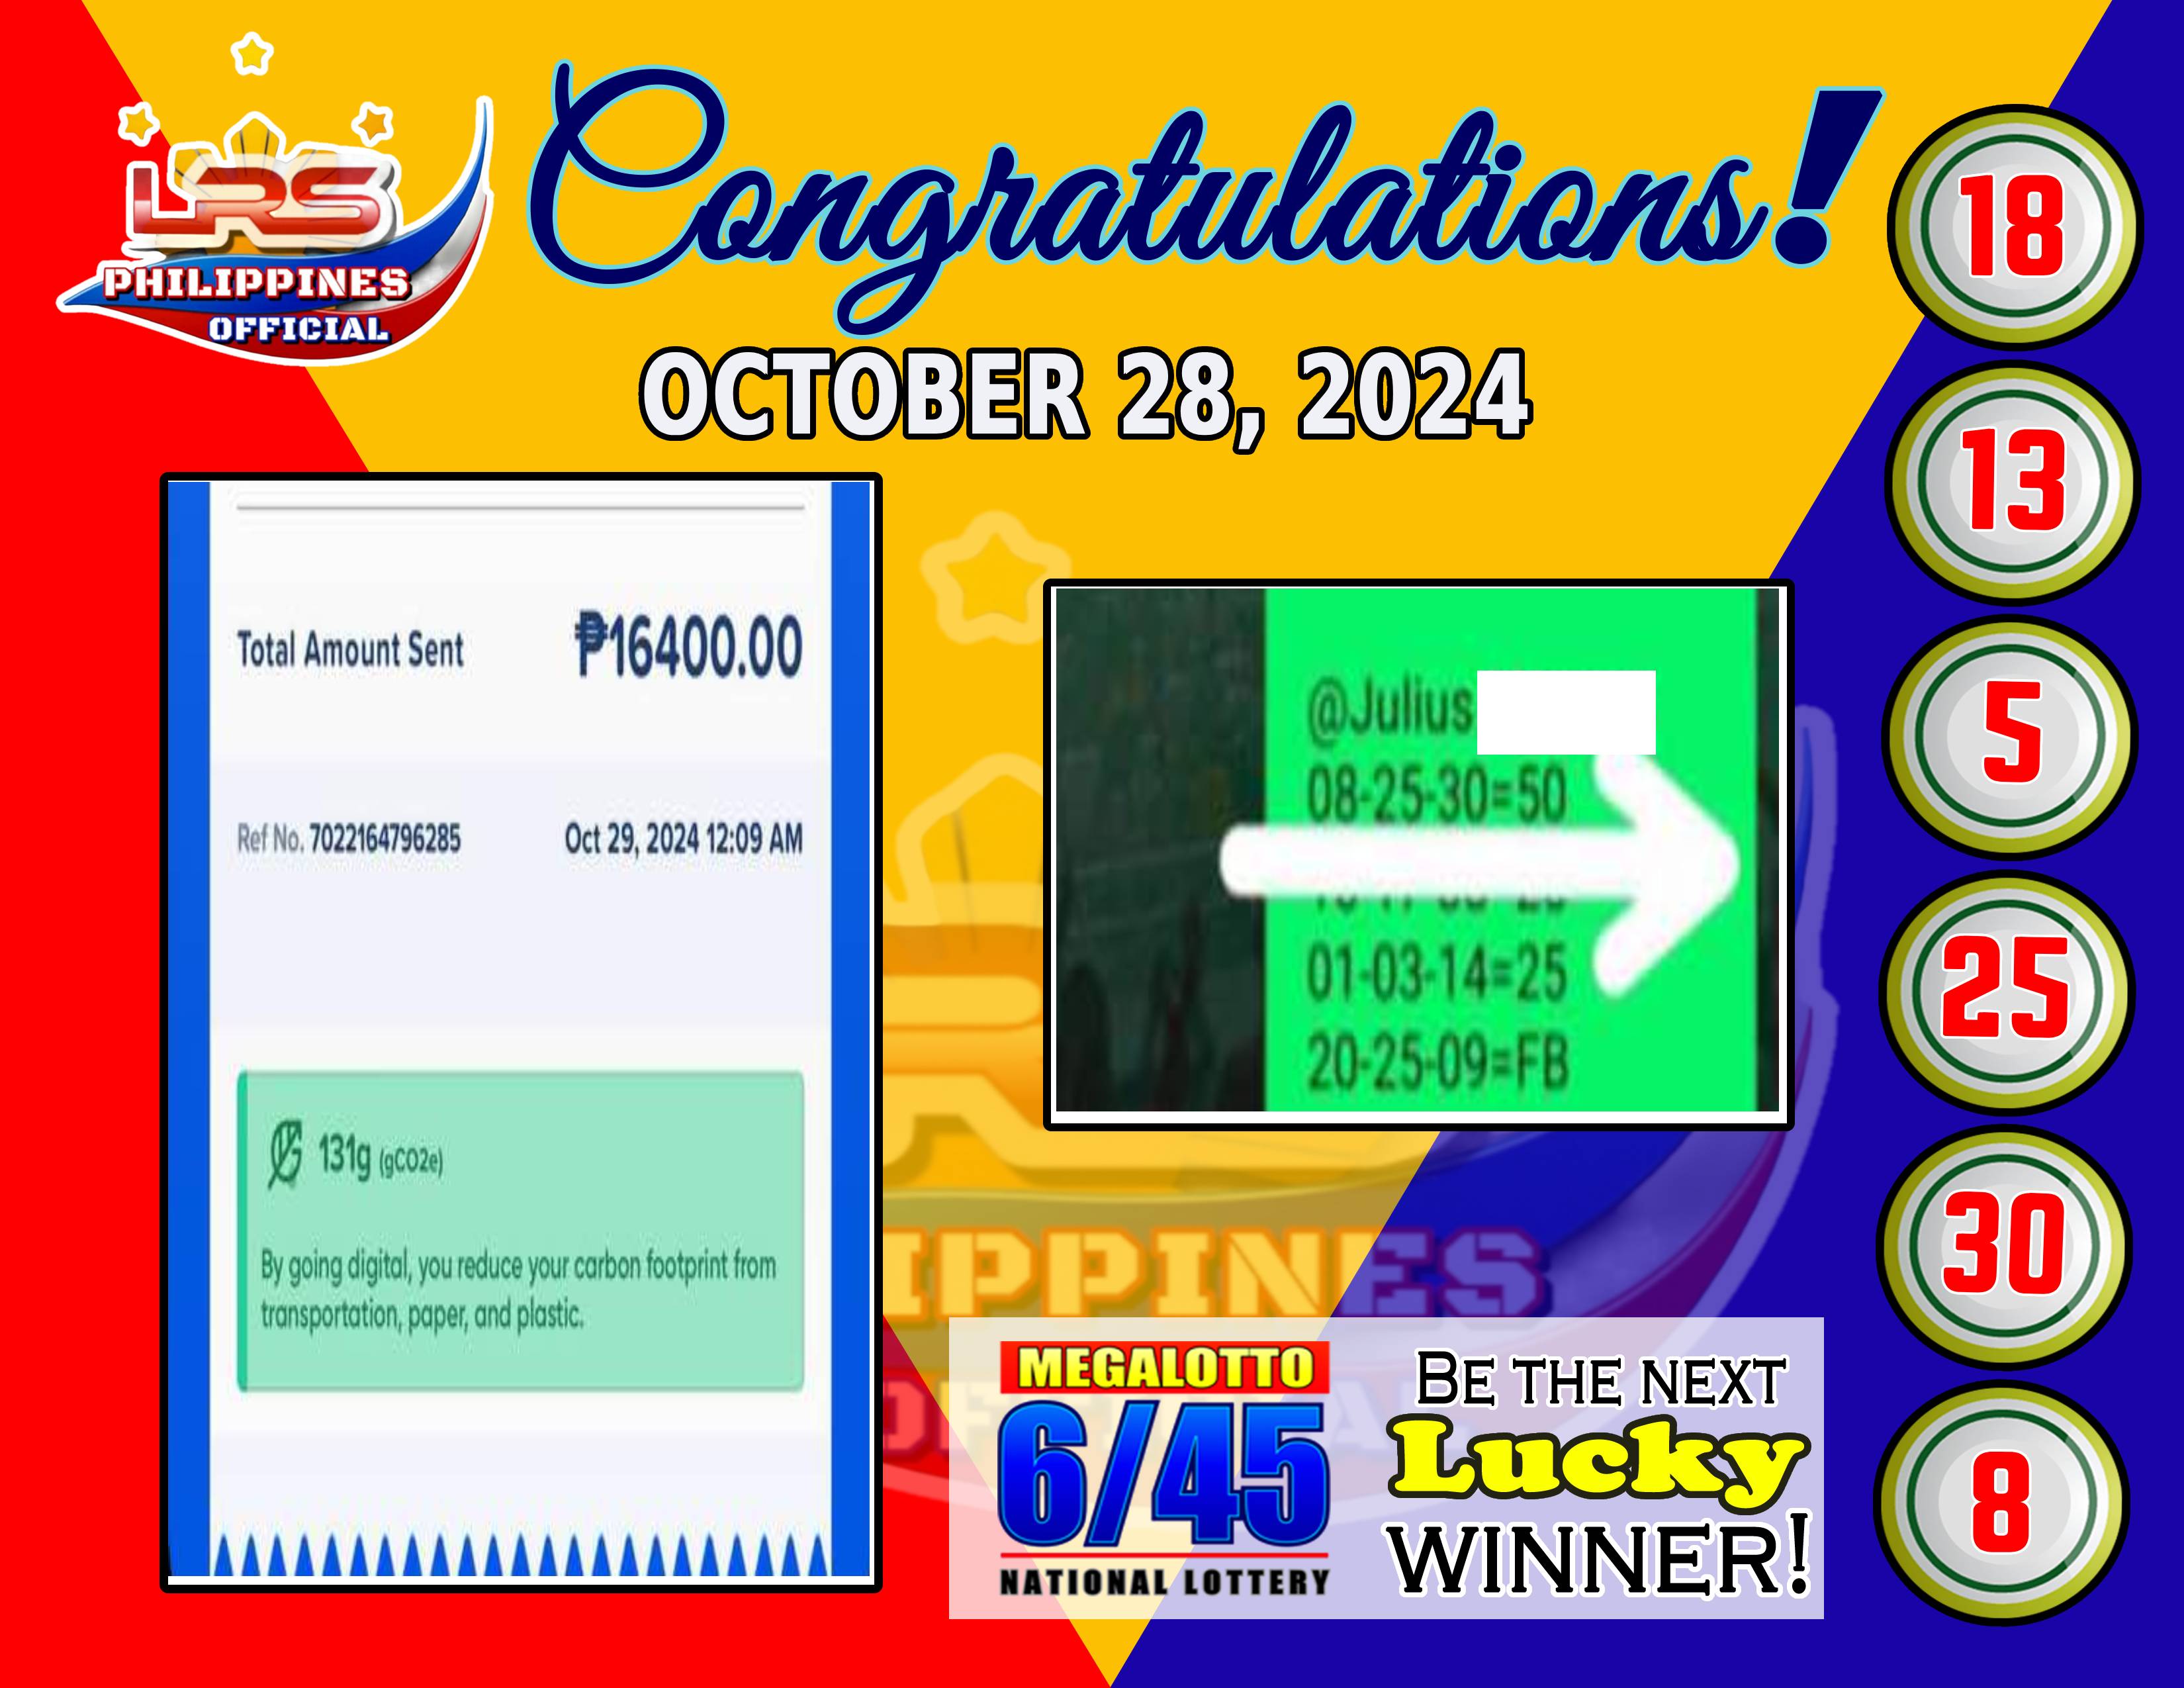 LRS
PHILIPPINES
OFFICIAL
Congratulations!
OCTOBER 28, 2024
Total Amount Sent ₱16400.00
Ref No. 7022164796285 Oct 29, 2024 12:09 AM
131g (gCO2e)
By going digital, you reduce your carbon footprint from
transportation, paper, and plastic.
@Julius
08-25-30=50
01-03-14=25
20-25-09=FB
MEGALOTTO
6/45
NATIONAL LOTTERY
BE THE NEXT
Lucky
WINNER!
18
13
5
25
30
8